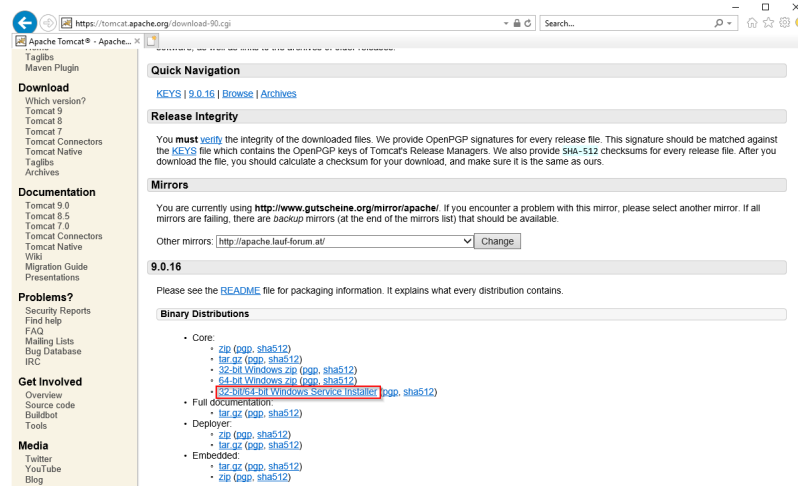 https://tomcat.apache.org/download-90.cgi
Search...
Apache Tomcat® - Apache...
Taglibs
Maven Plugin
Download
Which version?
Tomcat 9
Tomcat 8
Tomcat 7
Tomcat Connectors
Tomcat Native
Taglibs
Archives
Documentation
Tomcat 9.0
Tomcat 8.5
Tomcat 7.0
Tomcat Connectors
Tomcat Native
Wiki
Migration Guide
Presentations
Problems?
Security Reports
Find help
FAQ
Mailing Lists
Bug Database
IRC
Get Involved
Overview
Source code
Buildbot
Tools
Media
Twitter
YouTube
Blog
software, as well as links to the archives of older releases.
Quick Navigation
KEYS | 9.0.16 | Browse | Archives
Release Integrity
You must verify the integrity of the downloaded files. We provide OpenPGP signatures for every release file. This signature should be matched against
the KEYS file which contains the OpenPGP keys of Tomcat's Release Managers. We also provide SHA-512 checksums for every release file. After you
download the file, you should calculate a checksum for your download, and make sure it is the same as ours.
Mirrors
You are currently using http://www.gutscheine.org/mirror/apache/. If you encounter a problem with this mirror, please select another mirror. If all
mirrors are failing, there are backup mirrors (at the end of the mirrors list) that should be available.
Other mirrors: http://apache.lauf-forum.at/ Change
9.0.16
Please see the README file for packaging information. It explains what every distribution contains.
Binary Distributions
• Core:
◦ zip (pgp, sha512)
◦ tar.gz (pgp, sha512)
◦ 32-bit Windows zip (pgp, sha512)
◦ 64-bit Windows zip (pgp, sha512)
◦ 32-bit/64-bit Windows Service Installer (pgp, sha512)
• Full documentation:
◦ tar.gz (pgp, sha512)
• Deployer:
◦ zip (pgp, sha512)
◦ tar.gz (pgp, sha512)
• Embedded:
◦ tar.gz (pgp, sha512)
◦ zip (pgp, sha512)